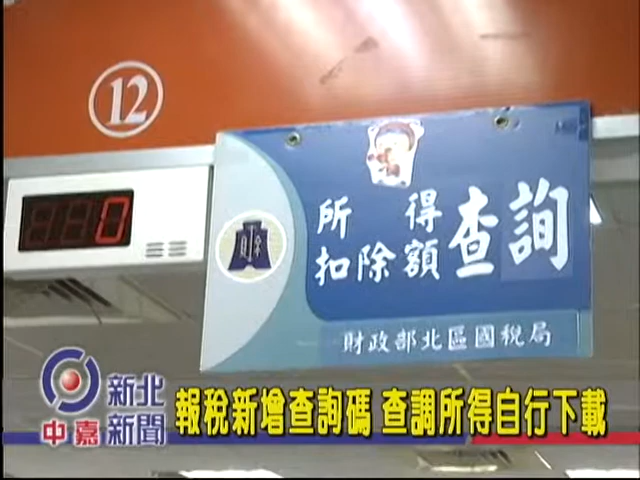 12
0
所得
扣除額
查詢
財政部北區國稅局
新北
中嘉 新聞
報稅新增查詢碼 查調所得自行下載